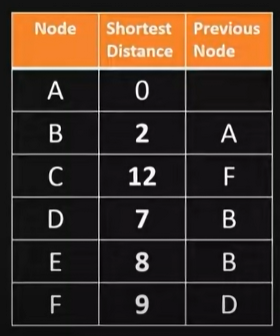 Node Shortest Distance Previous Node
A 0
B 2 A
C 12 F
D 7 B
E 8 B
F 9 D